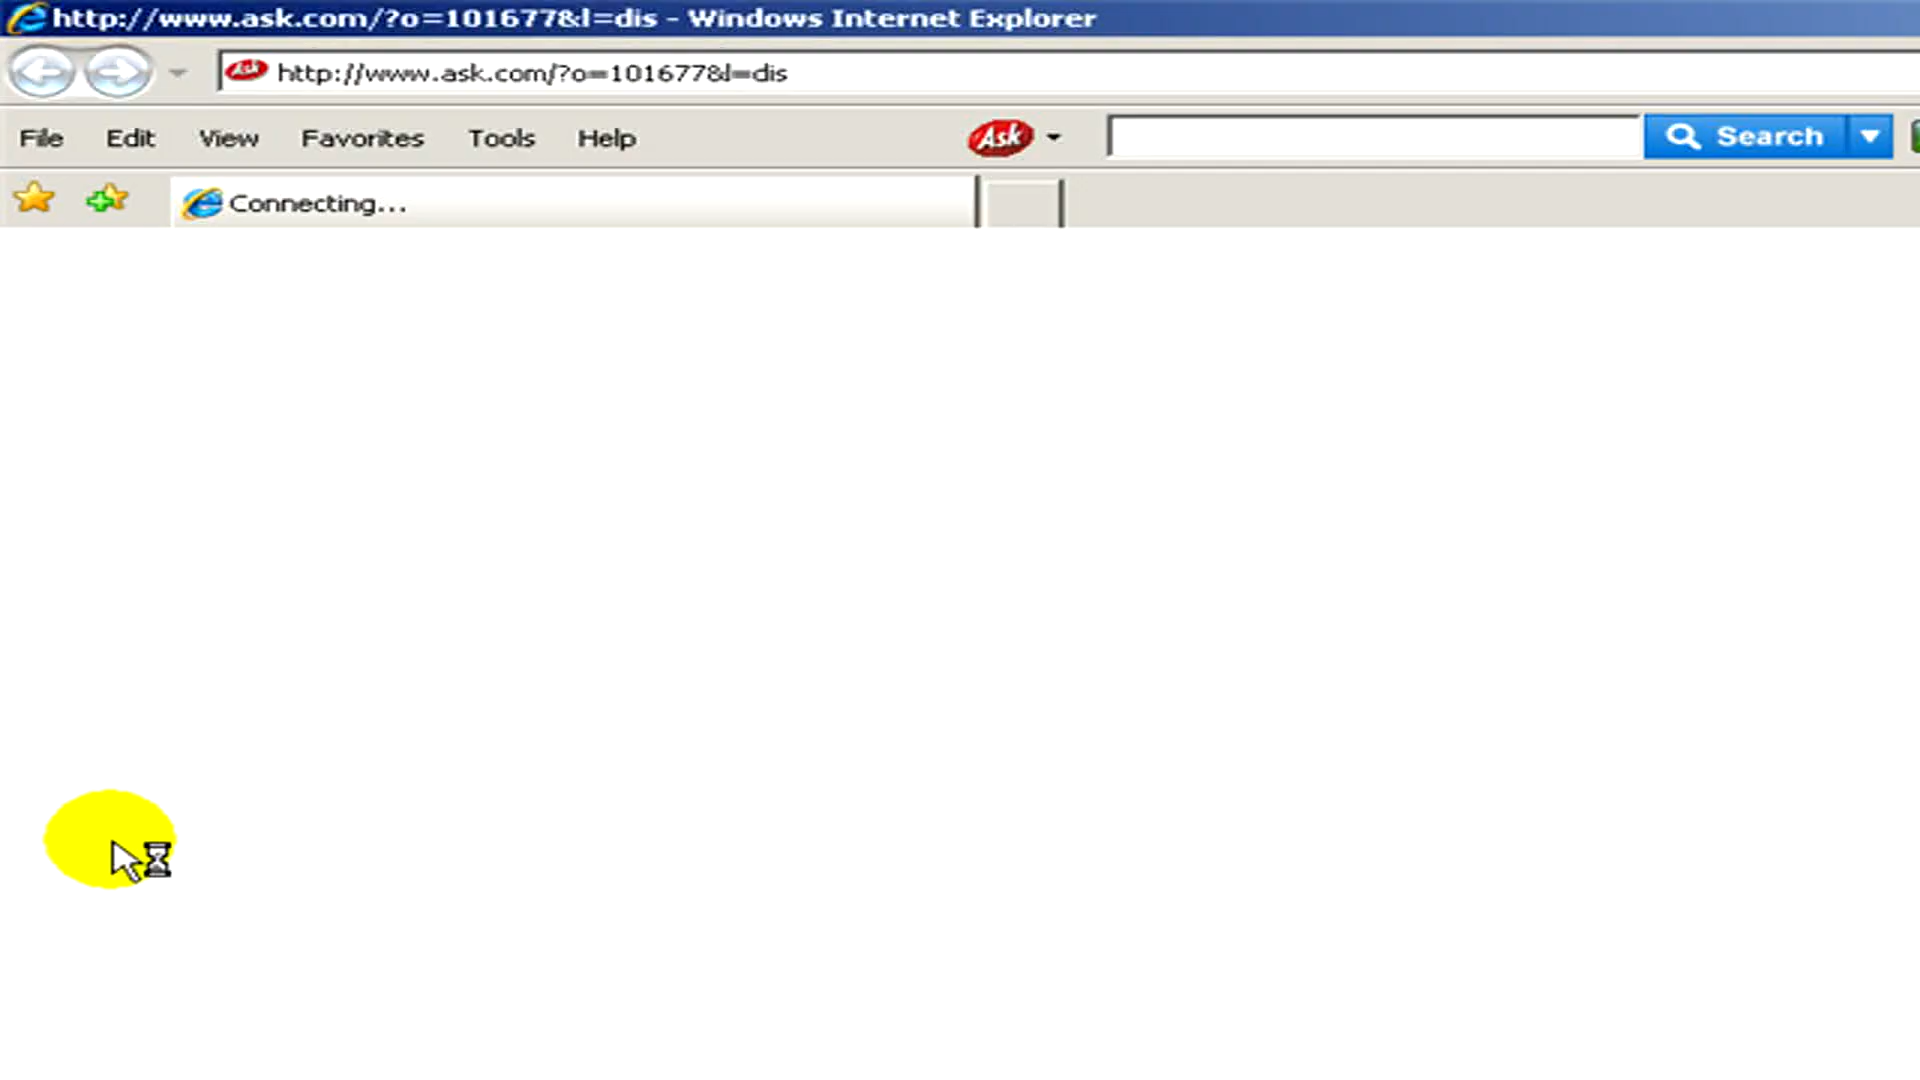 http://www.ask.com/?o=101677&l=dis - Windows Internet Explorer
Ask http://www.ask.com/?o=101677&l=dis
File Edit View Favorites Tools Help Ask Search
Connecting...